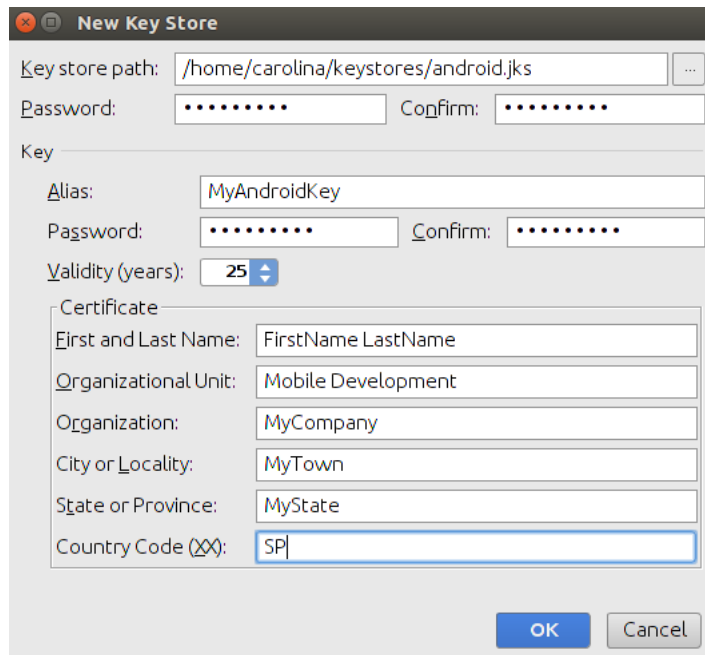 New Key Store
Key store path: /home/carolina/keystores/android.jks ...
Password: ••••••••• Confirm: •••••••••
Key
Alias: MyAndroidKey
Password: ••••••••• Confirm: •••••••••
Validity (years): 25
Certificate
First and Last Name: FirstName LastName
Organizational Unit: Mobile Development
Organization: MyCompany
City or Locality: MyTown
State or Province: MyState
Country Code (XX): SP
OK Cancel